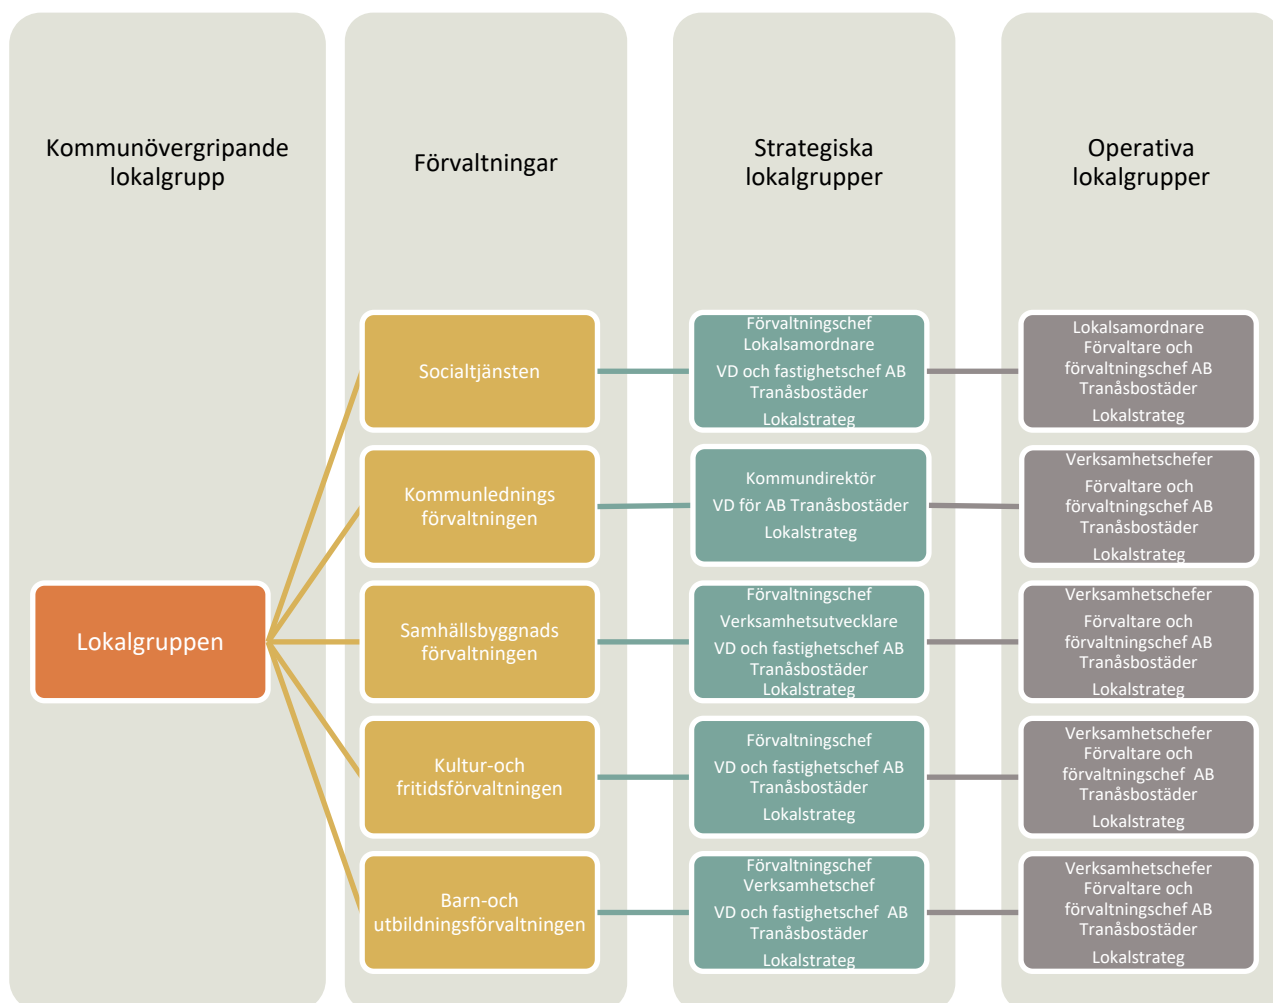 Kommunövergripande
lokalgrupp
Förvaltningar
Strategiska
lokalgrupper
Operativa
lokalgrupper
Lokalgruppen
Socialtjänsten
Förvaltningschef
Lokalsamordnare
VD och fastighetschef AB
Tranåsbostäder
Lokalstrateg
Lokalsamordnare
Förvaltare och
förvaltningschef AB
Tranåsbostäder
Lokalstrateg
Kommunlednings
förvaltningen
Kommundirektör
VD för AB Tranåsbostäder
Lokalstrateg
Verksamhetschefer
Förvaltare och
förvaltningschef AB
Tranåsbostäder
Lokalstrateg
Samhällsbyggnads
förvaltningen
Förvaltningschef
Verksamhetsutvecklare
VD och fastighetschef AB
Tranåsbostäder
Lokalstrateg
Verksamhetschefer
Förvaltare och
förvaltningschef AB
Tranåsbostäder
Lokalstrateg
Kultur-och
fritidsförvaltningen
Förvaltningschef
VD och fastighetschef AB
Tranåsbostäder
Lokalstrateg
Verksamhetschefer
Förvaltare och
förvaltningschef AB
Tranåsbostäder
Lokalstrateg
Barn-och
utbildningsförvaltningen
Förvaltningschef
Verksamhetschef
VD och fastighetschef AB
Tranåsbostäder
Lokalstrateg
Verksamhetschefer
Förvaltare och
förvaltningschef AB
Tranåsbostäder
Lokalstrateg